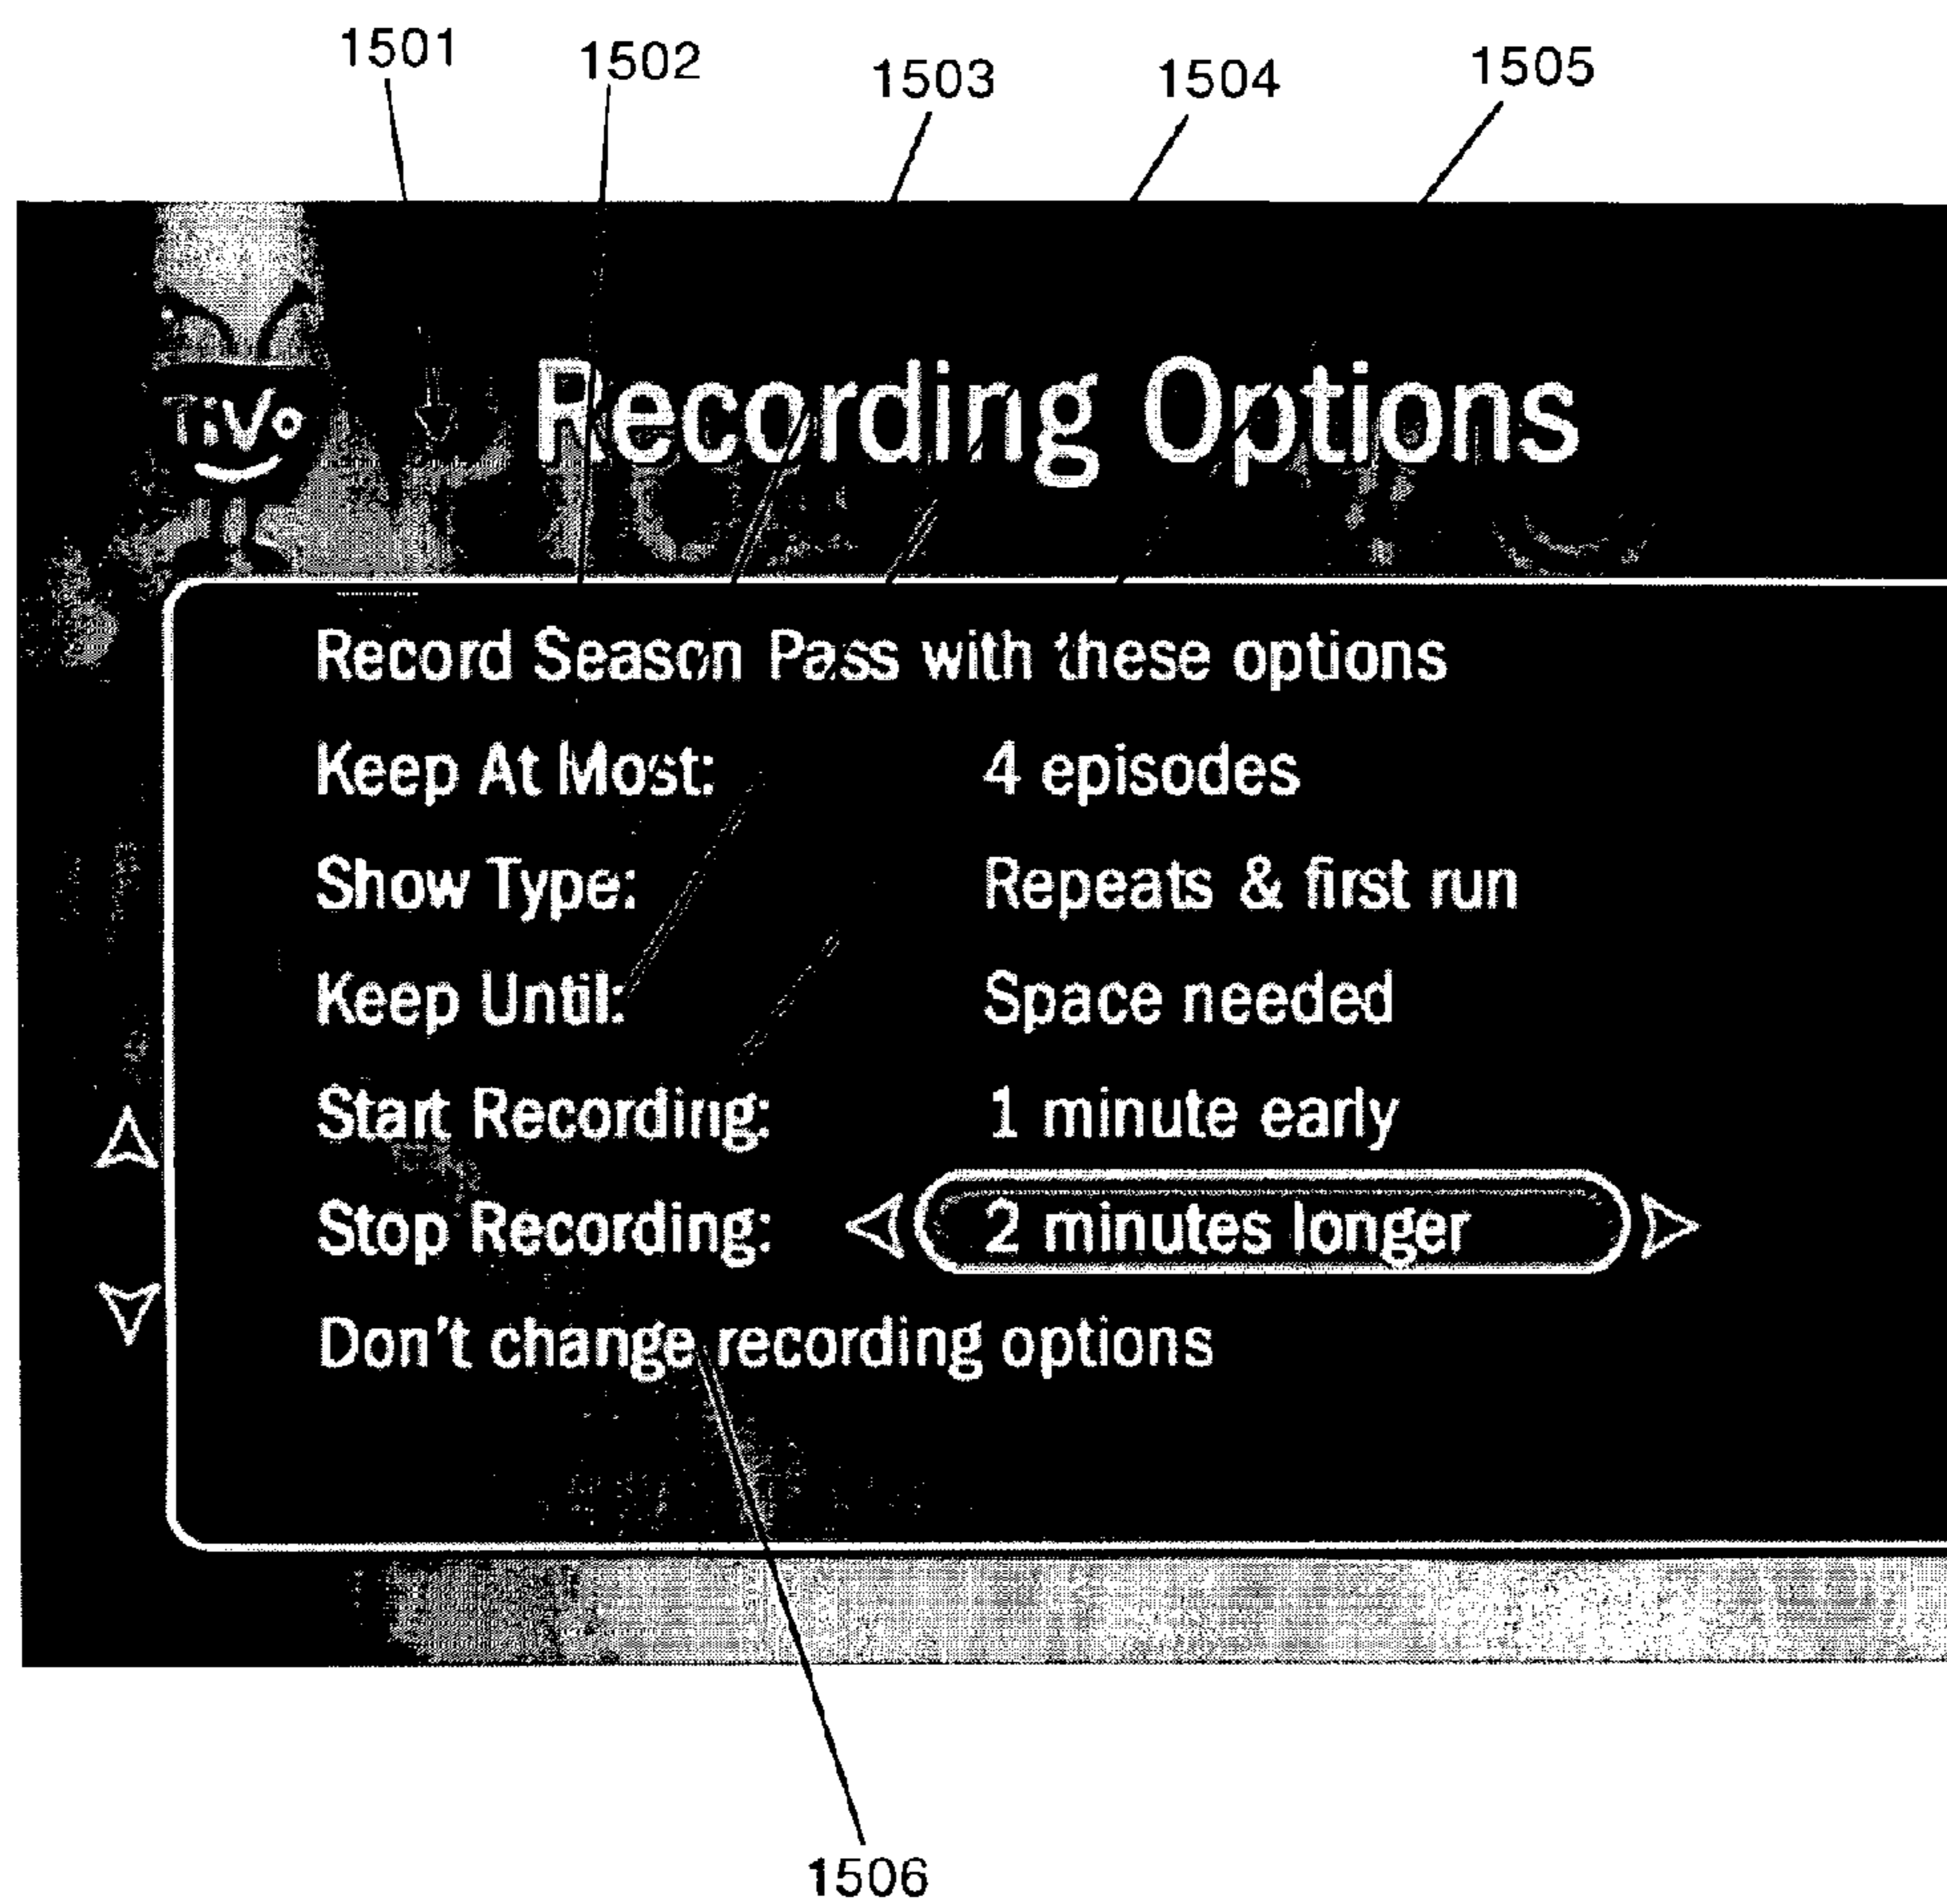 1501 1502 1503 1504 1505
TiVo
Recording Options
Record Season Pass with these options
Keep At Most: 4 episodes
Show Type: Repeats & first run
Keep Until: Space needed
Start Recording: 1 minute early
Stop Recording: 2 minutes longer
Don't change recording options
1506